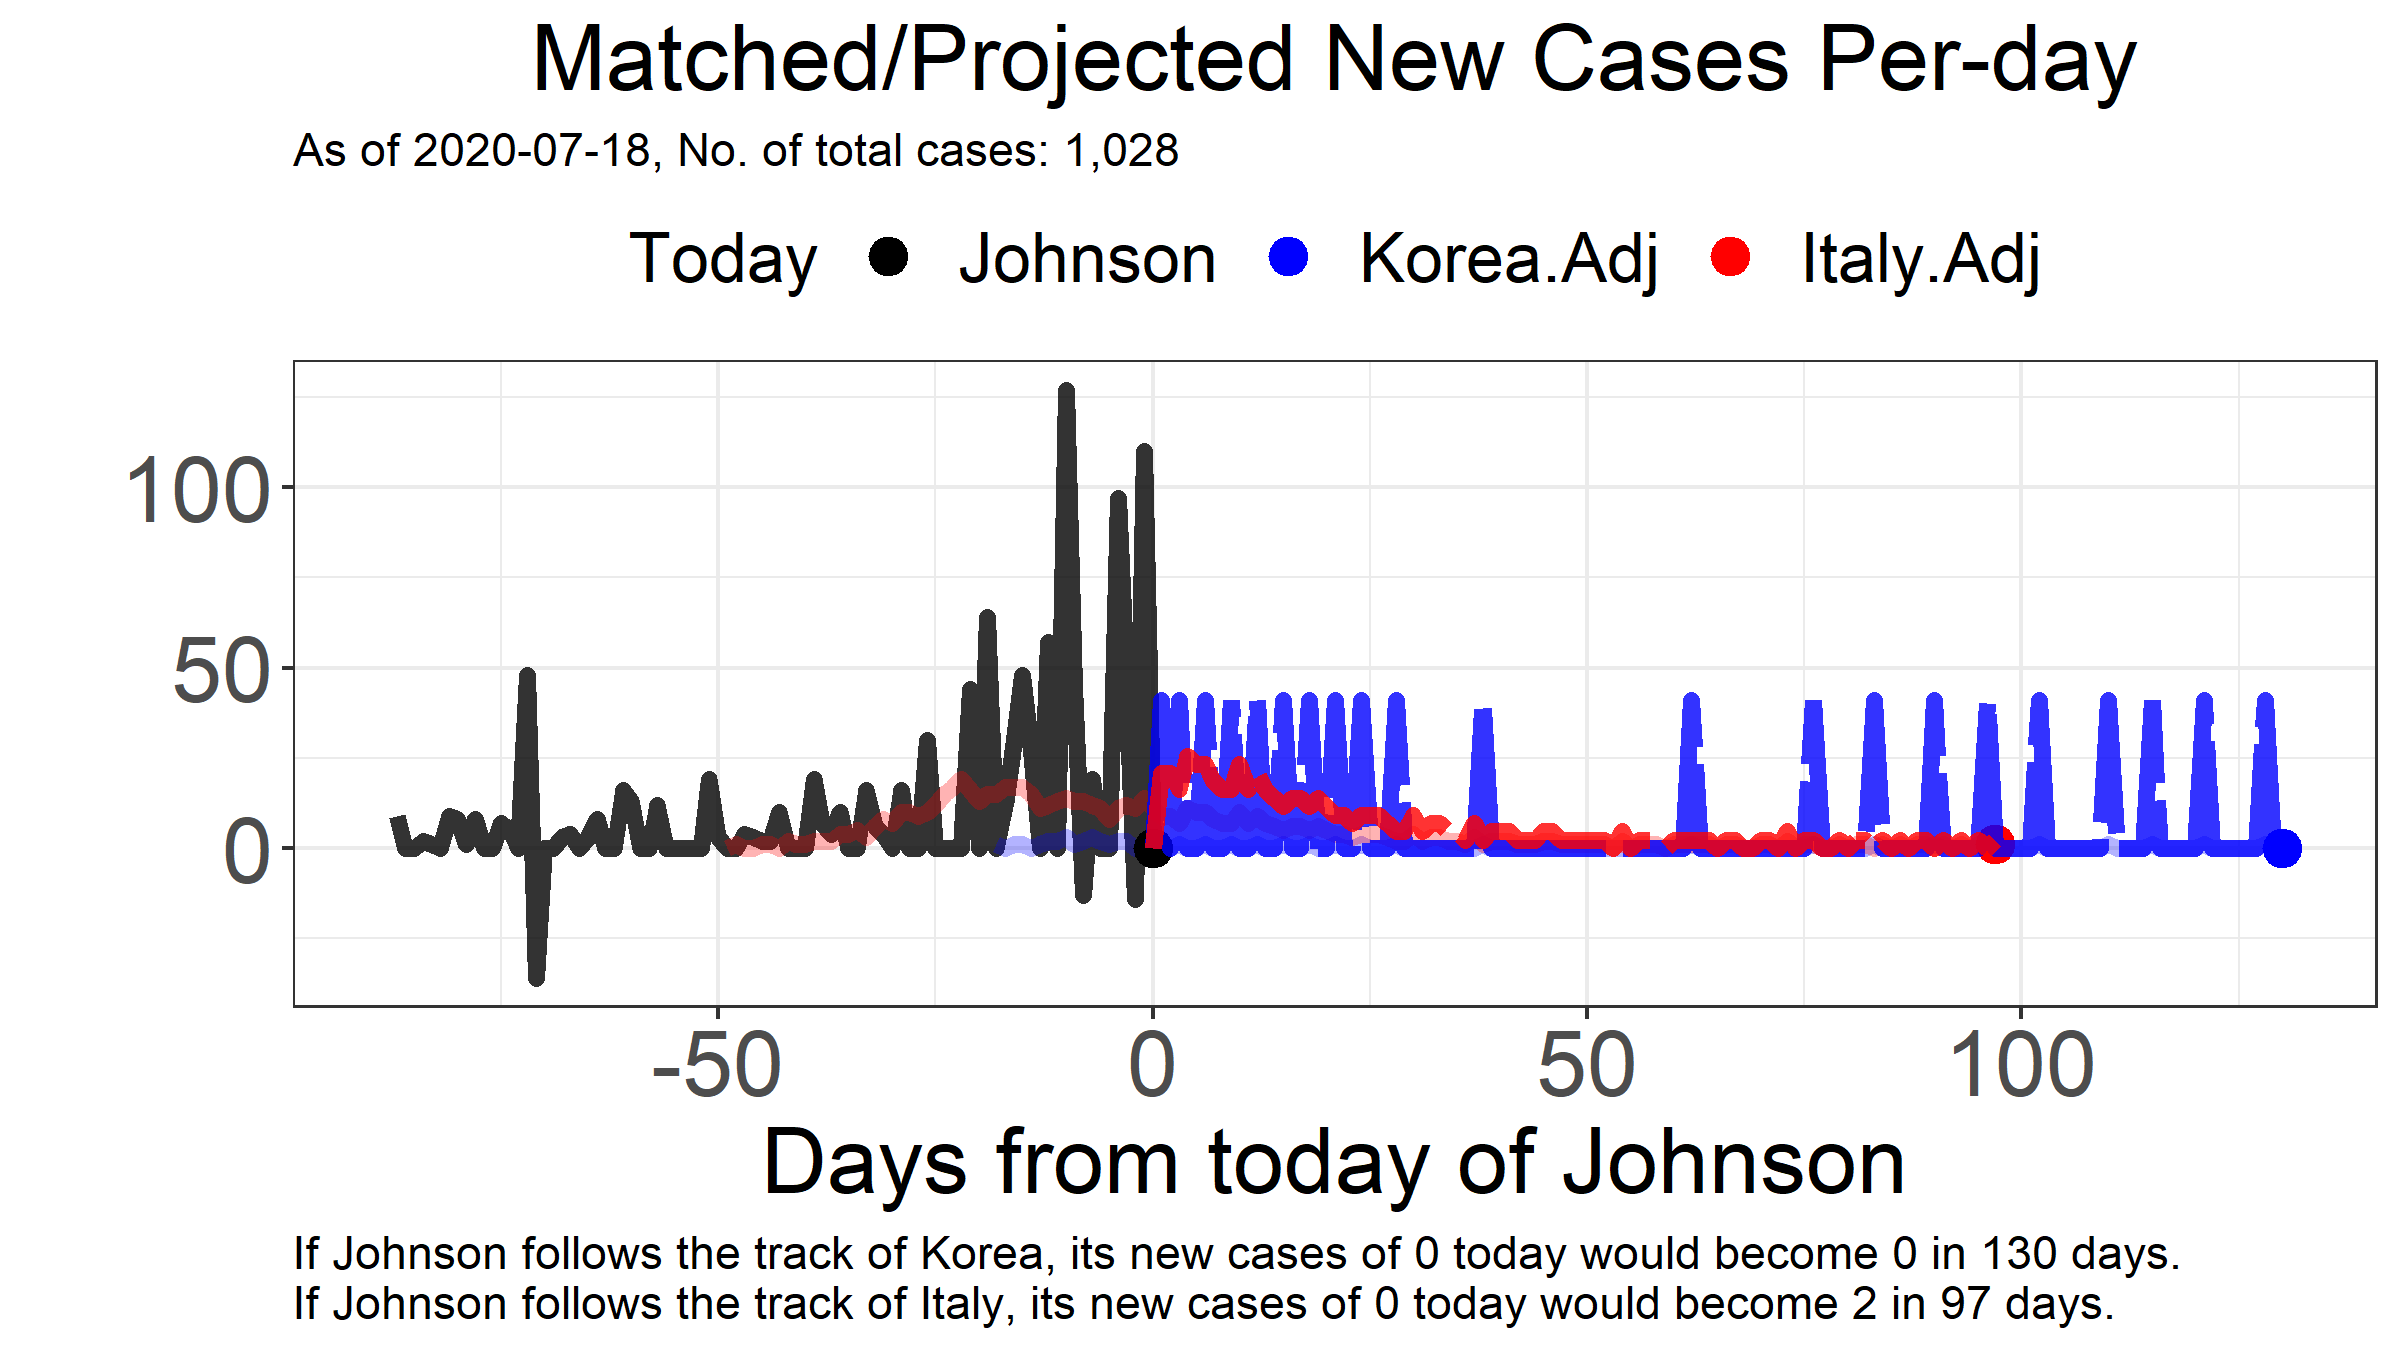 Matched/Projected New Cases Per-day
As of 2020-07-18, No. of total cases: 1,028
Today Johnson Korea.Adj Italy.Adj
100
50
0
-50 0 50 100
Days from today of Johnson
If Johnson follows the track of Korea, its new cases of 0 today would become 0 in 130 days.
If Johnson follows the track of Italy, its new cases of 0 today would become 2 in 97 days.